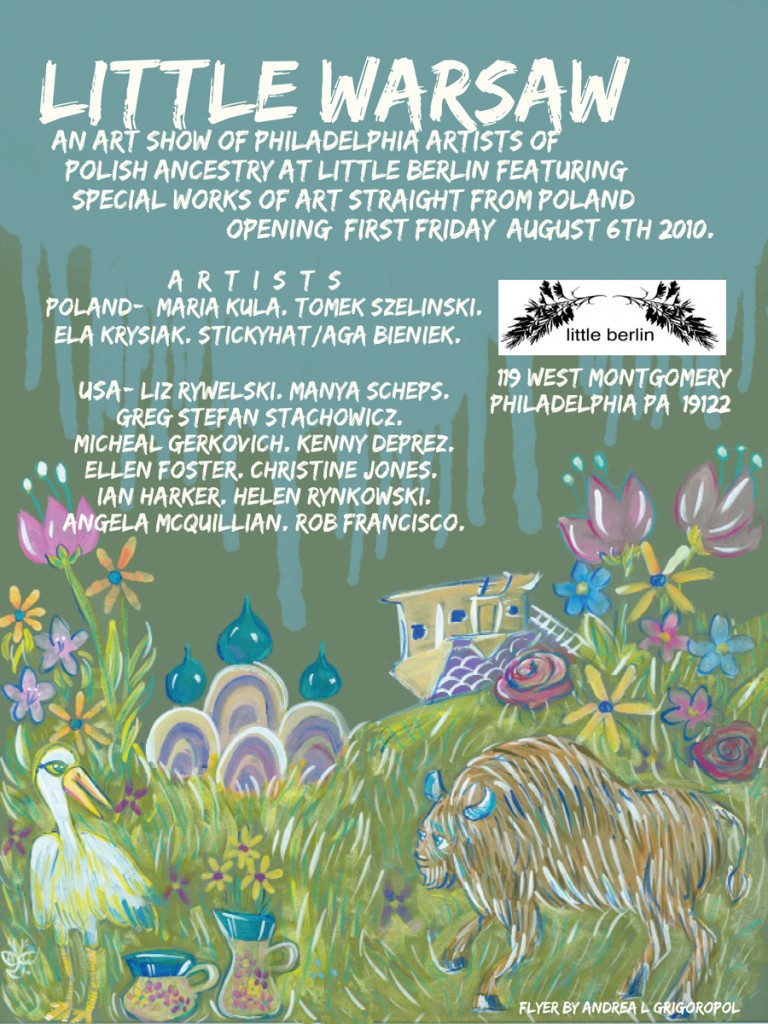 LITTLE WARSAW
AN ART SHOW OF PHILADELPHIA ARTISTS OF
POLISH ANCESTRY AT LITTLE BERLIN FEATURING
SPECIAL WORKS OF ART STRAIGHT FROM POLAND
OPENING FIRST FRIDAY AUGUST 6TH 2010.
ARTISTS
POLAND- MARIA KULA. TOMEK SZELINSKI.
ELA KRYSIAK. STICKYHAT/AGA BIENIEK.
little berlin
119 WEST MONTGOMERY
PHILADELPHIA PA 19122
USA- LIZ RYWELSKI. MANYA SCHEPS.
GREG STEFAN STACHOWICZ.
MICHEAL GERKOVICH. KENNY DEPREZ.
ELLEN FOSTER. CHRISTINE JONES.
IAN HARKER. HELEN RYNKOWSKI.
ANGELA MCQUILLIAN. ROB FRANCISCO.
FLYER BY ANDREA L GRIGOROPOL